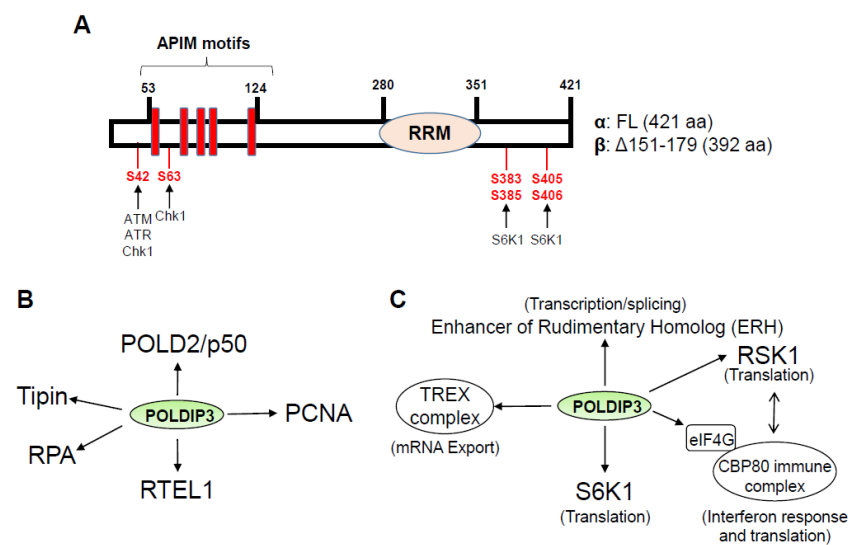 A
APIM motifs
53
124
280
351
421
RRM
α: FL (421 aa)
β: Δ151-179 (392 aa)
S42
S63
S383
S385
S405
S406
ATM
ATR
Chk1
Chk1
S6K1
S6K1
B
POLD2/p50
Tipin
POLDIP3
PCNA
RPA
RTEL1
C
(Transcription/splicing)
Enhancer of Rudimentary Homolog (ERH)
RSK1
(Translation)
TREX
complex
(mRNA Export)
POLDIP3
eIF4G
CBP80 immune
complex
S6K1
(Translation)
(Interferon response
and translation)